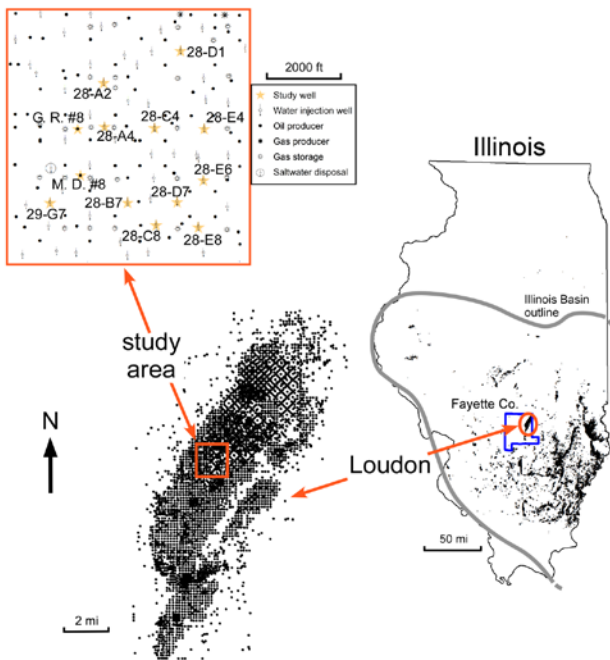 28-D1
2000 ft
28-A2
Study well
Water injection well
G. R. #8
28-C4
28-E4
Oil producer
28-A4
Gas producer
Gas storage
Saltwater disposal
M. D. #8
28-E6
29-G7
28-B7
28-D7
28-C8
28-E8
Illinois
Illinois Basin
outline
study
area
Fayette Co.
N
Loudon
50 mi
2 mi